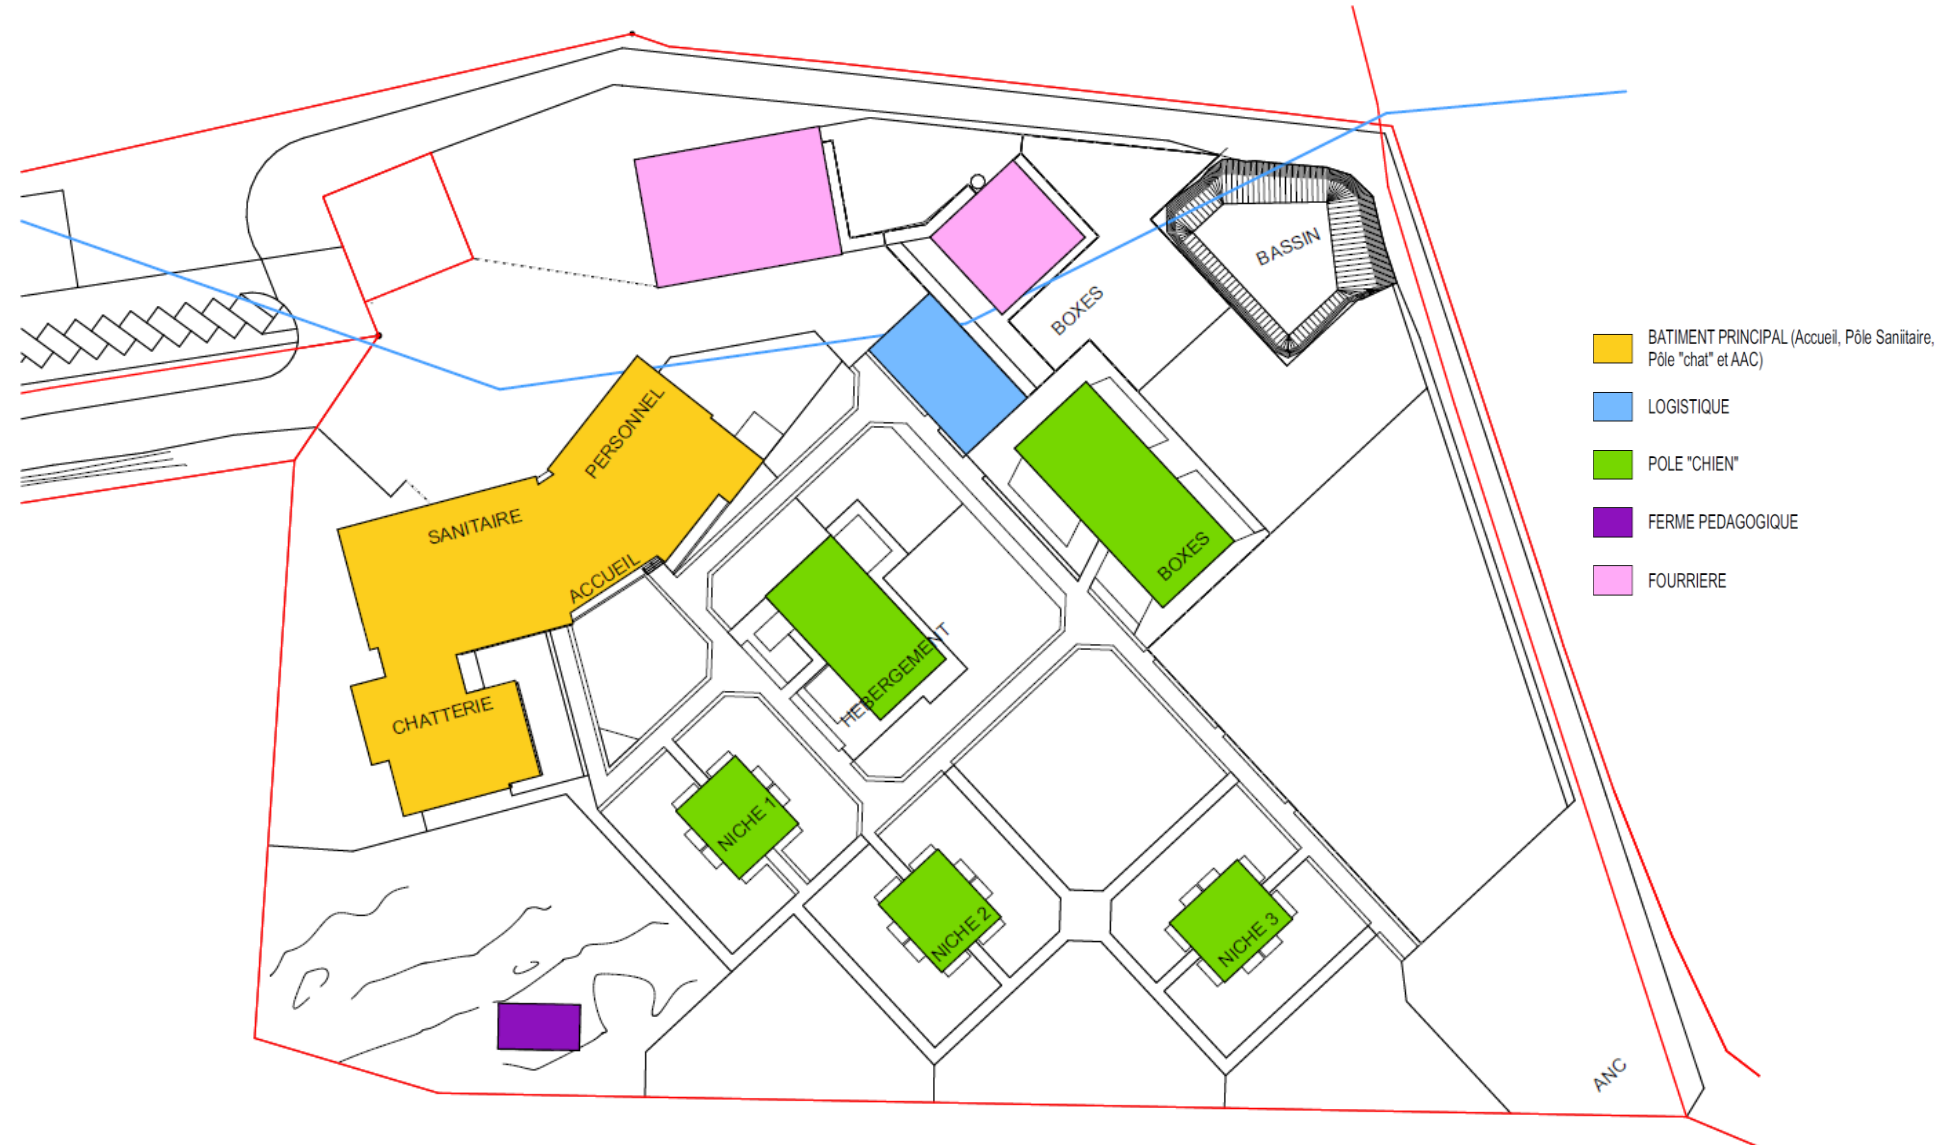 BASSIN
BOXES
PERSONNEL
SANITAIRE
ACCUEIL
BOXES
HEBERGEMENT
CHATTERIE
NICHE 1
NICHE 2
NICHE 3
ANC
BATIMENT PRINCIPAL (Accueil, Pôle Saniitaire,
Pôle "chat" et AAC)
LOGISTIQUE
POLE "CHIEN"
FERME PEDAGOGIQUE
FOURRIERE